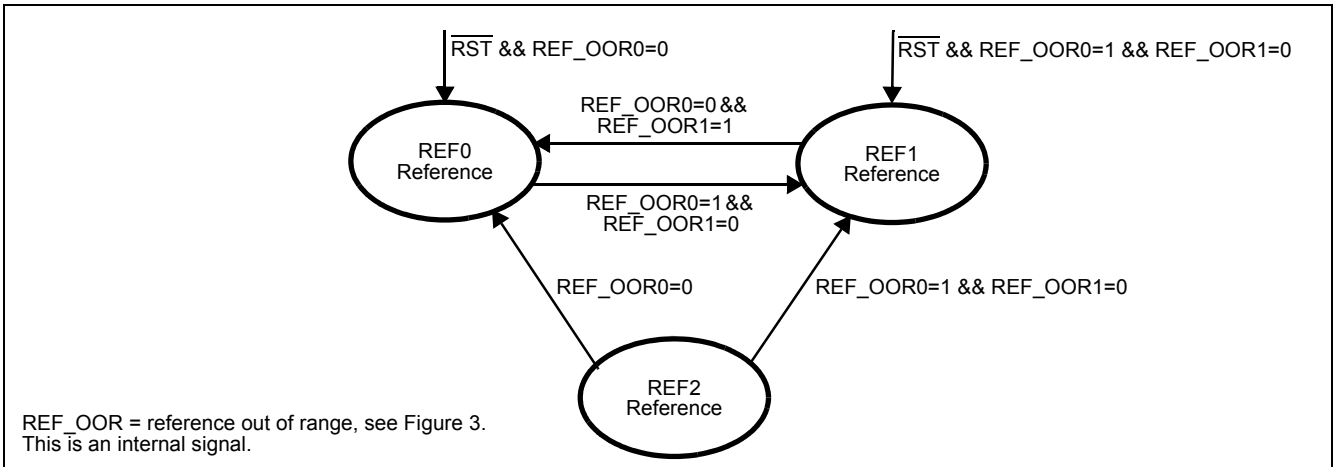 R̅S̅T̅ && REF_OOR0=0
R̅S̅T̅ && REF_OOR0=1 && REF_OOR1=0
REF_OOR0=0 &&
REF_OOR1=1
REF0
Reference
REF1
Reference
REF_OOR0=1 &&
REF_OOR1=0
REF_OOR0=0
REF_OOR0=1 && REF_OOR1=0
REF2
Reference
REF_OOR = reference out of range, see Figure 3.
This is an internal signal.